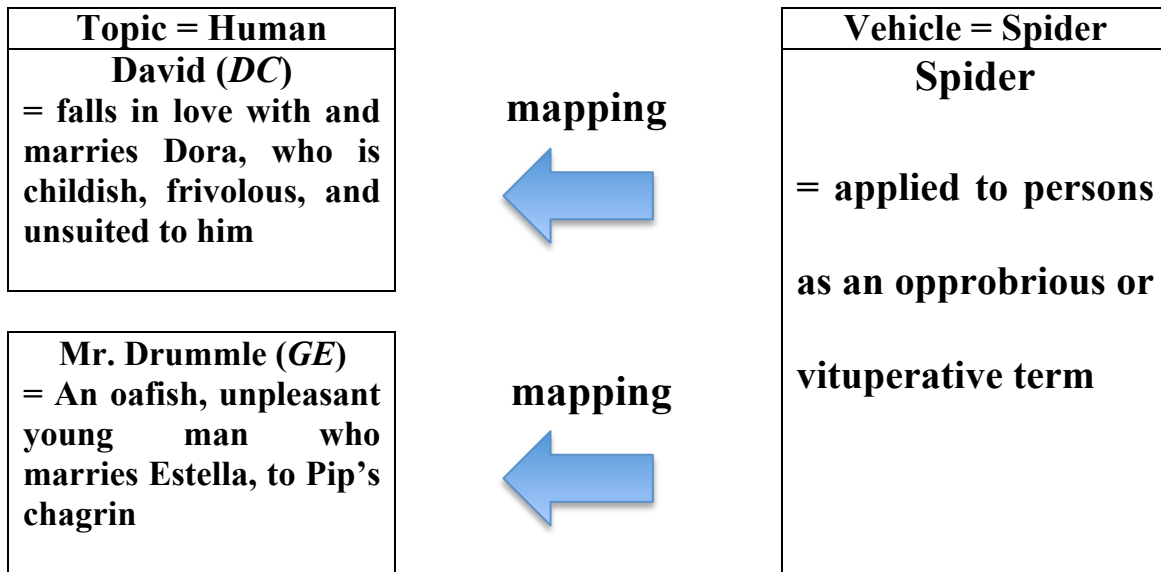 Topic = Human
David (DC)
= falls in love with and
marries Dora, who is
childish, frivolous, and
unsuited to him
mapping
Mr. Drummle (GE)
= An oafish, unpleasant
young man who
marries Estella, to Pip’s
chagrin
mapping
Vehicle = Spider
Spider
= applied to persons
as an opprobrious or
vituperative term